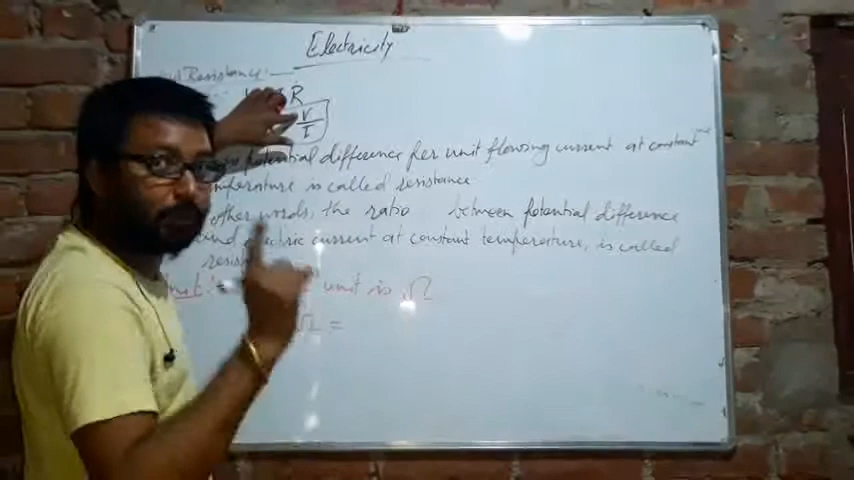 Electricity
Resistance:-
R
V
I
potential difference per unit flowing current at constant
temperature is called resistance
other words, the ratio between potential difference
and electric current at constant temperature, is called
unit is Ω
Ω =